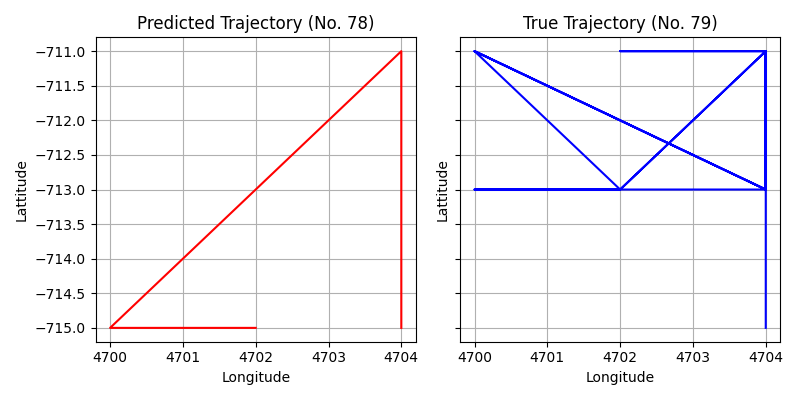 Predicted Trajectory (No. 78)
True Trajectory (No. 79)
Lattitude
−711.0
−711.5
−712.0
−712.5
−713.0
−713.5
−714.0
−714.5
−715.0
4700 4701 4702 4703 4704
Longitude
Lattitude
4700 4701 4702 4703 4704
Longitude